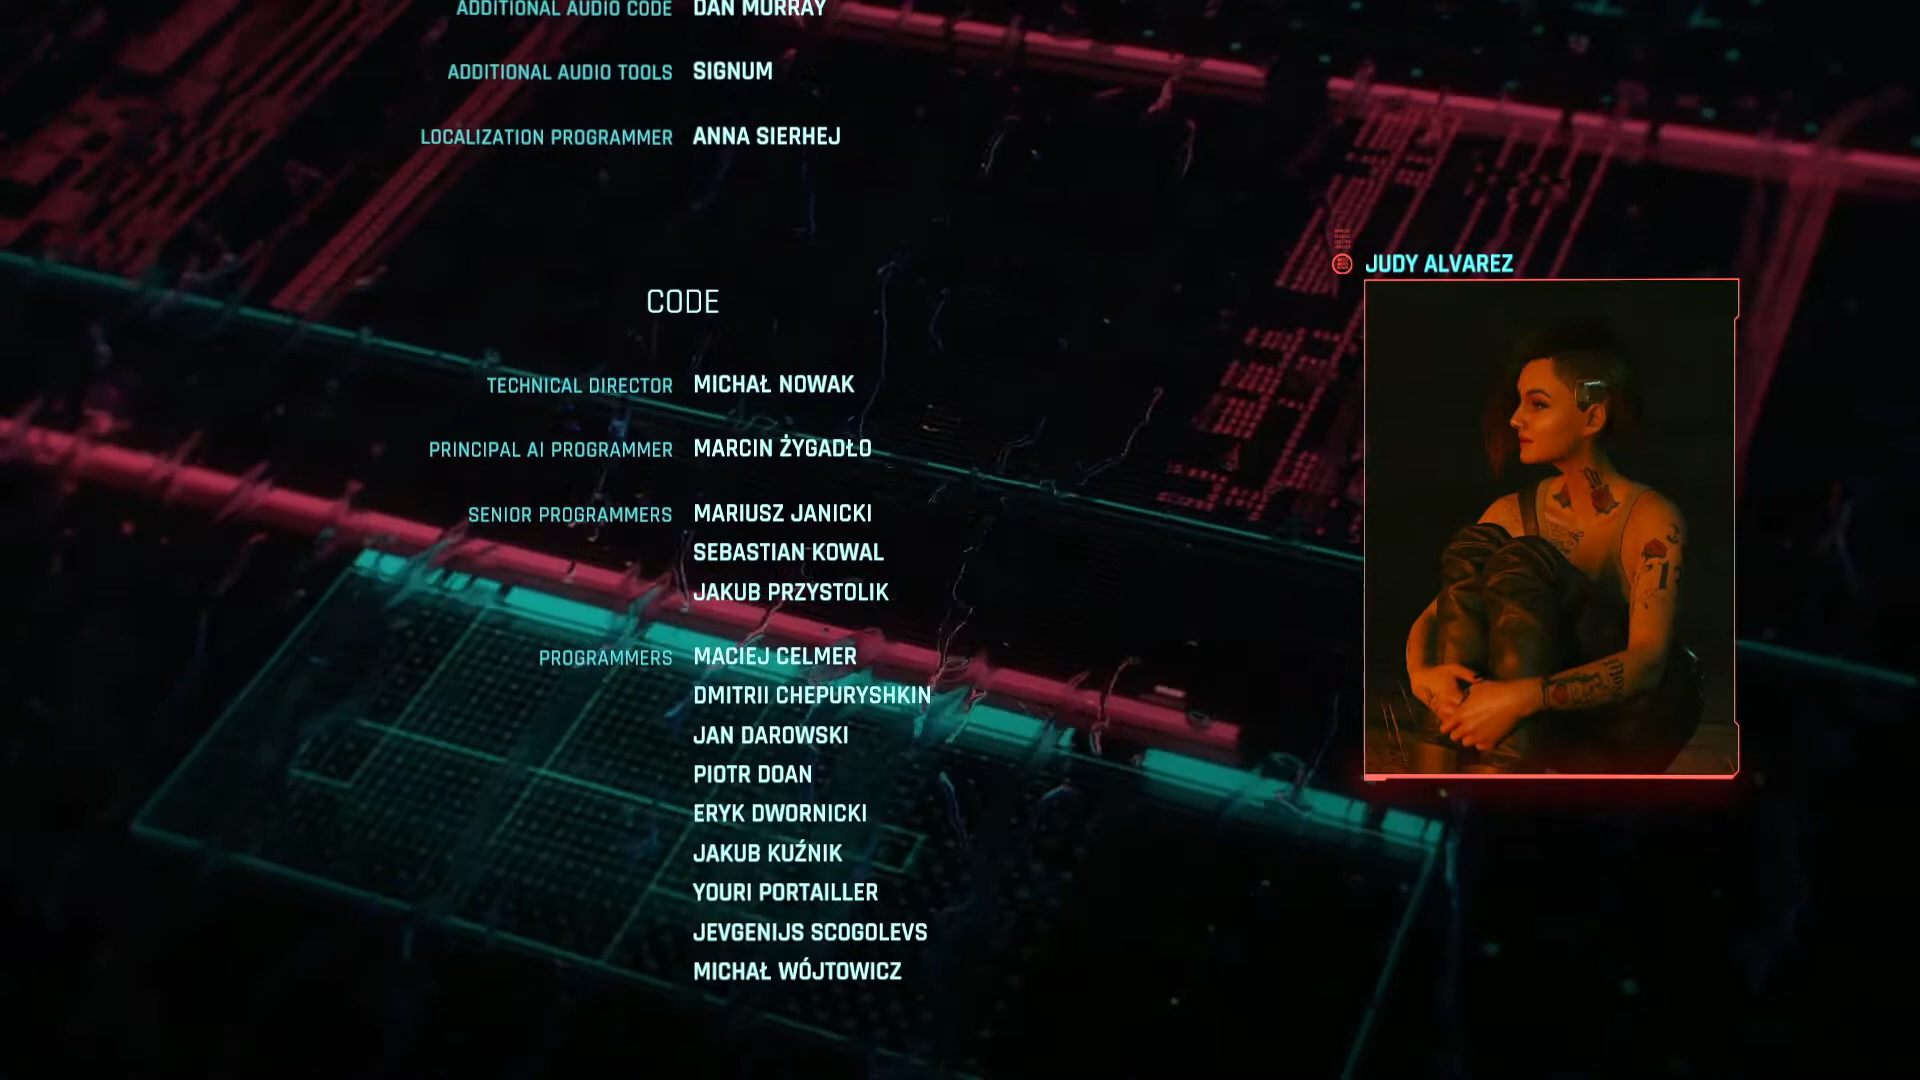 ADDITIONAL AUDIO CODE DAN MURRAY
ADDITIONAL AUDIO TOOLS SIGNUM
LOCALIZATION PROGRAMMER ANNA SIERHEJ
CODE
TECHNICAL DIRECTOR MICHAŁ NOWAK
PRINCIPAL AI PROGRAMMER MARCIN ŻYGADŁO
SENIOR PROGRAMMERS MARIUSZ JANICKI
SEBASTIAN KOWAL
JAKUB PRZYSTOLIK
PROGRAMMERS MACIEJ CELMER
DMITRII CHEPURYSHKIN
JAN DAROWSKI
PIOTR DOAN
ERYK DWORNICKI
JAKUB KUŹNIK
YOURI PORTAILLER
JEVGENIJS SCOGOLEVS
MICHAŁ WÓJTOWICZ
JUDY ALVAREZ